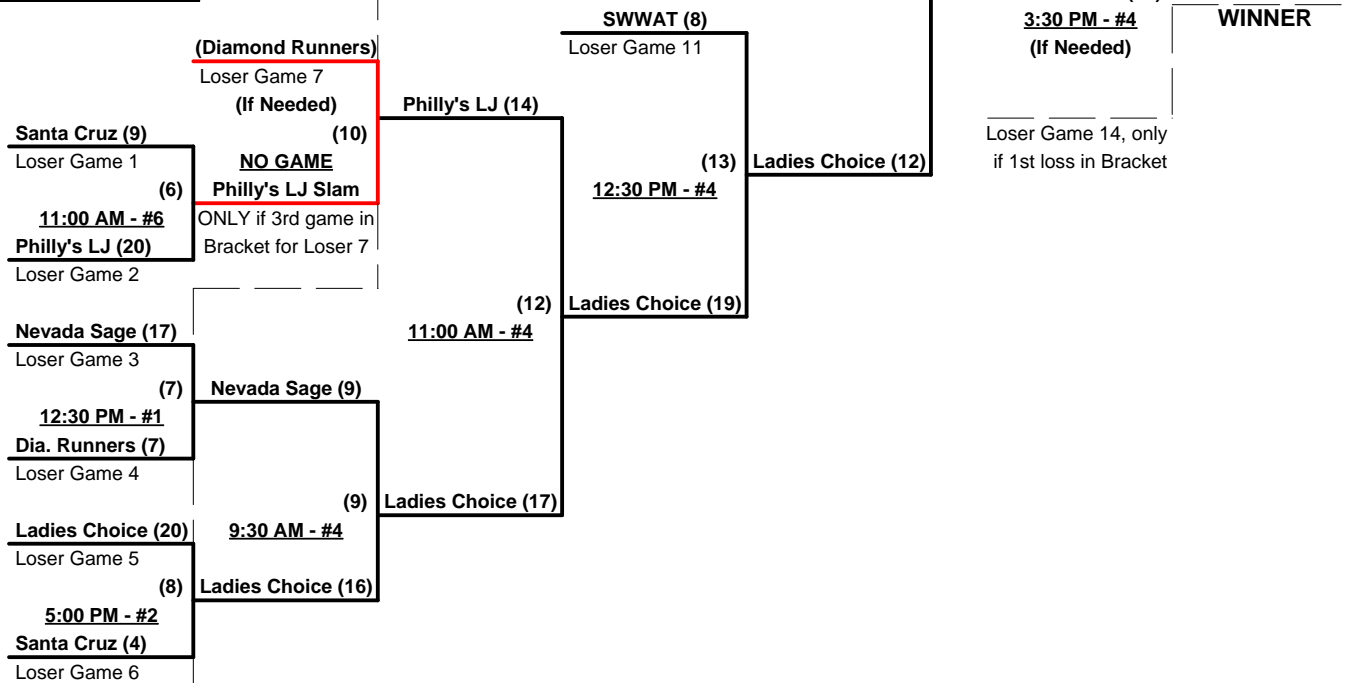 SWWAT (8)
Loser Game 11
3:30 PM - #4
(If Needed)
WINNER
(Diamond Runners)
Loser Game 7
(If Needed)
(10)
NO GAME
Philly's LJ Slam
ONLY if 3rd game in
Bracket for Loser 7
Philly's LJ (14)
Santa Cruz (9)
Loser Game 1
(6)
11:00 AM - #6
Philly's LJ (20)
Loser Game 2
(13)
12:30 PM - #4
Ladies Choice (12)
Loser Game 14, only
if 1st loss in Bracket
(12)
11:00 AM - #4
Ladies Choice (19)
Nevada Sage (17)
Loser Game 3
(7)
12:30 PM - #1
Dia. Runners (7)
Loser Game 4
Nevada Sage (9)
(9)
9:30 AM - #4
Ladies Choice (17)
Ladies Choice (20)
Loser Game 5
(8)
5:00 PM - #2
Santa Cruz (4)
Loser Game 6
Ladies Choice (16)